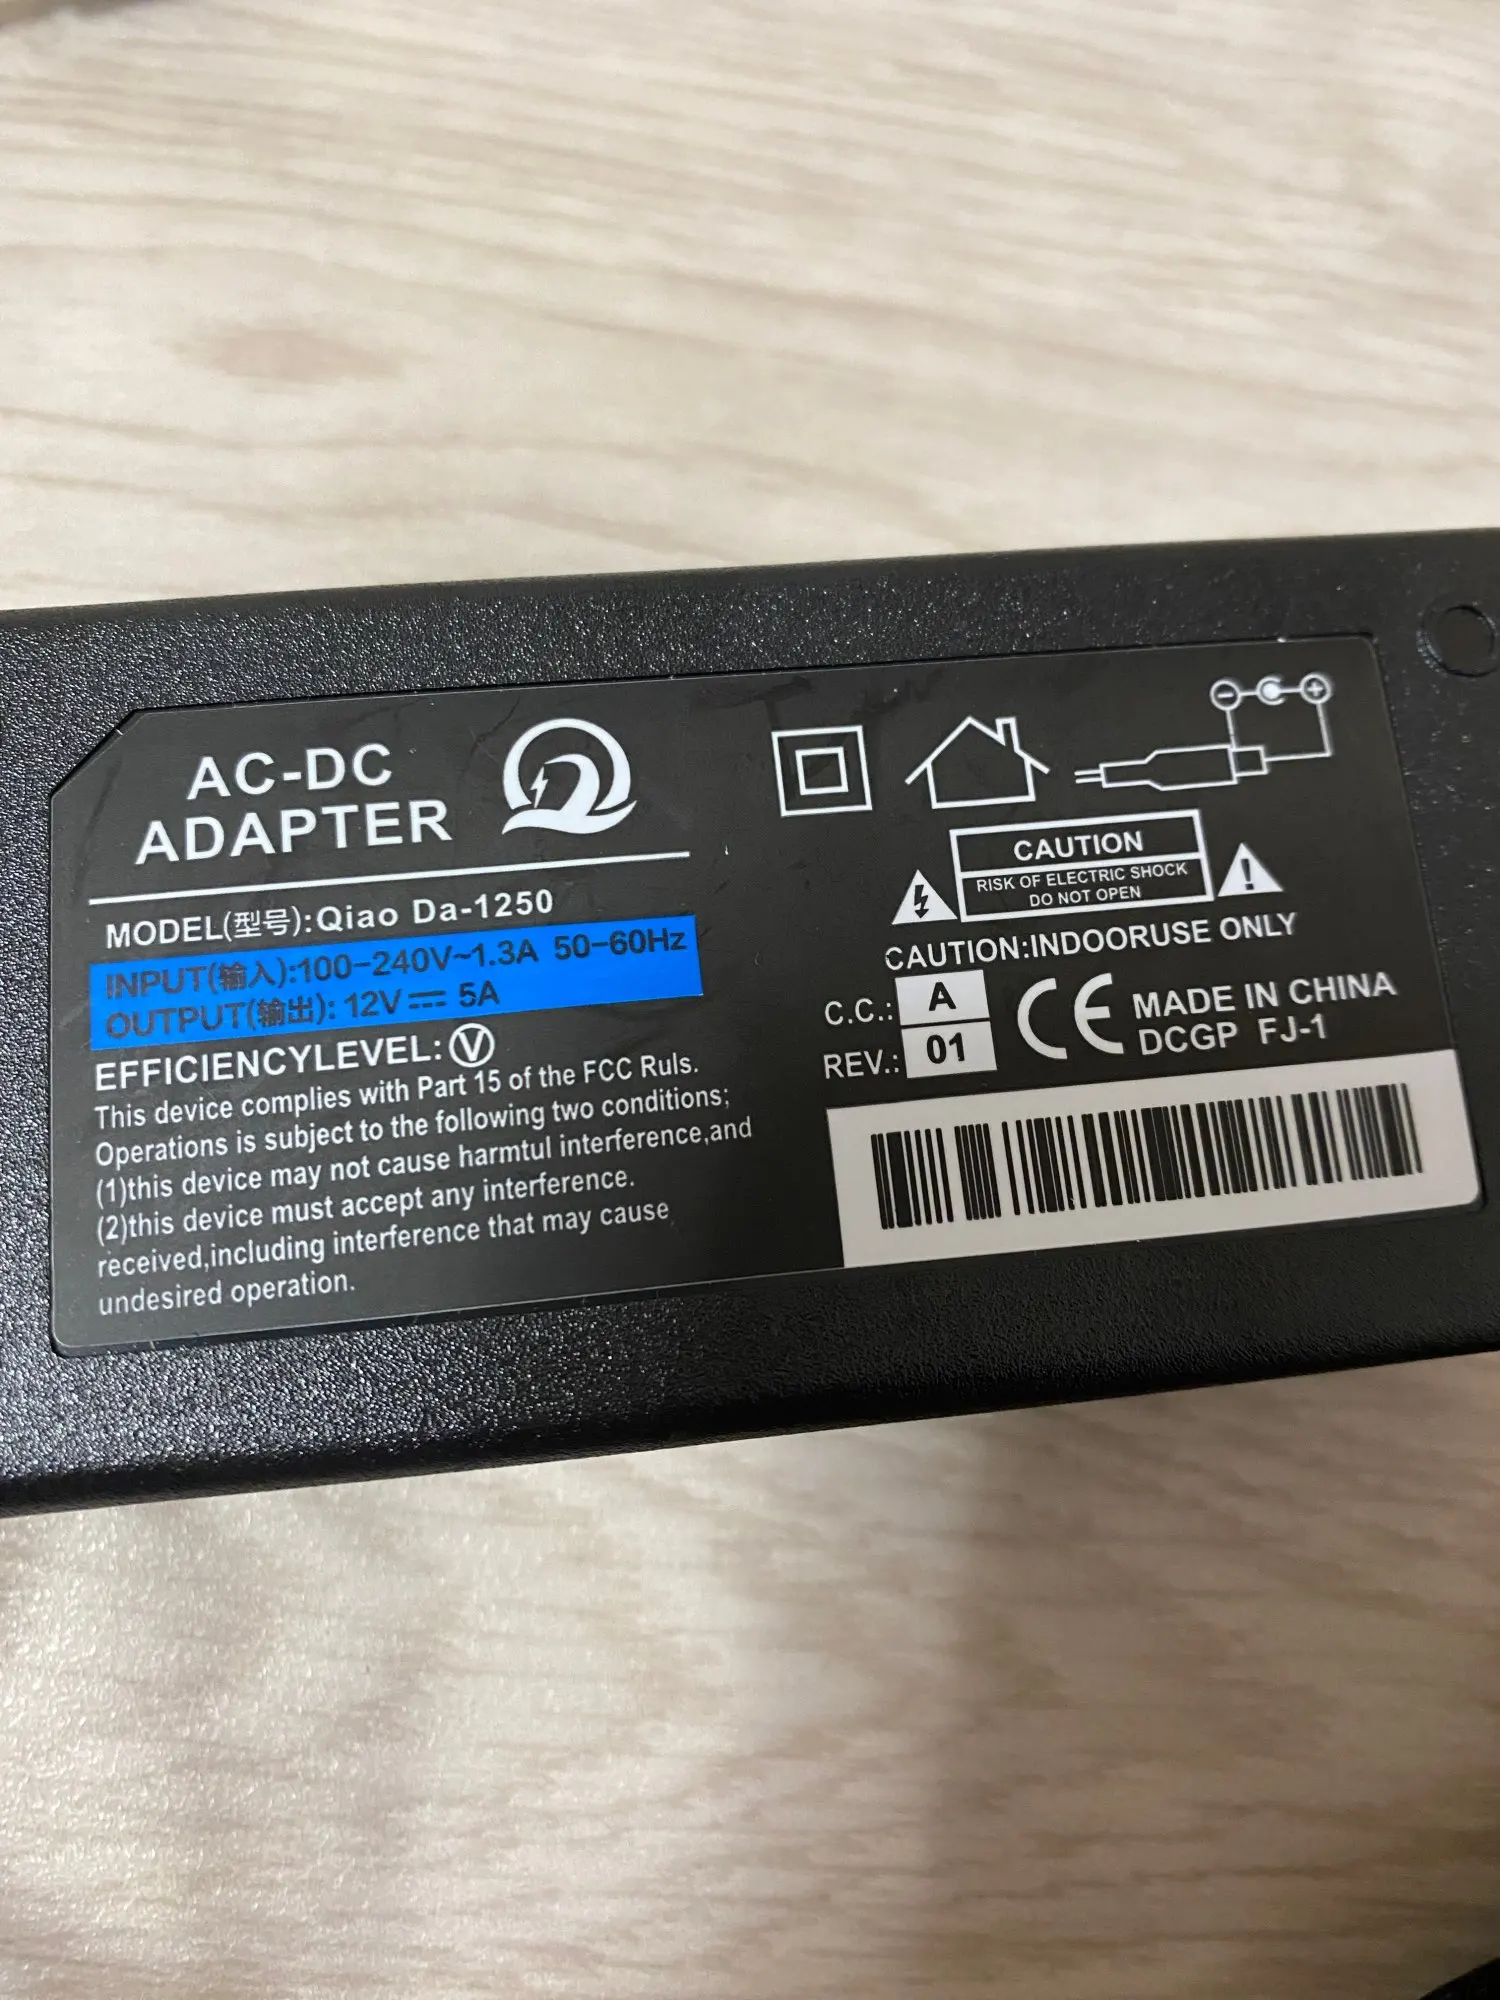 AC-DC
ADAPTER
MODEL(型号):Qiao Da-1250
INPUT(输入):100-240V~1.3A 50-60Hz
OUTPUT(输出): 12V⎓ 5A
EFFICIENCYLEVEL:Ⓥ
This device complies with Part 15 of the FCC Ruls.
Operations is subject to the following two conditions;
(1)this device may not cause harmtul interference,and
(2)this device must accept any interference.
received,including interference that may cause
undesired operation.
CAUTION
RISK OF ELECTRIC SHOCK
DO NOT OPEN
CAUTION:INDOORUSE ONLY
C.C.: A
REV.: 01
CE
MADE IN CHINA
DCGP FJ-1